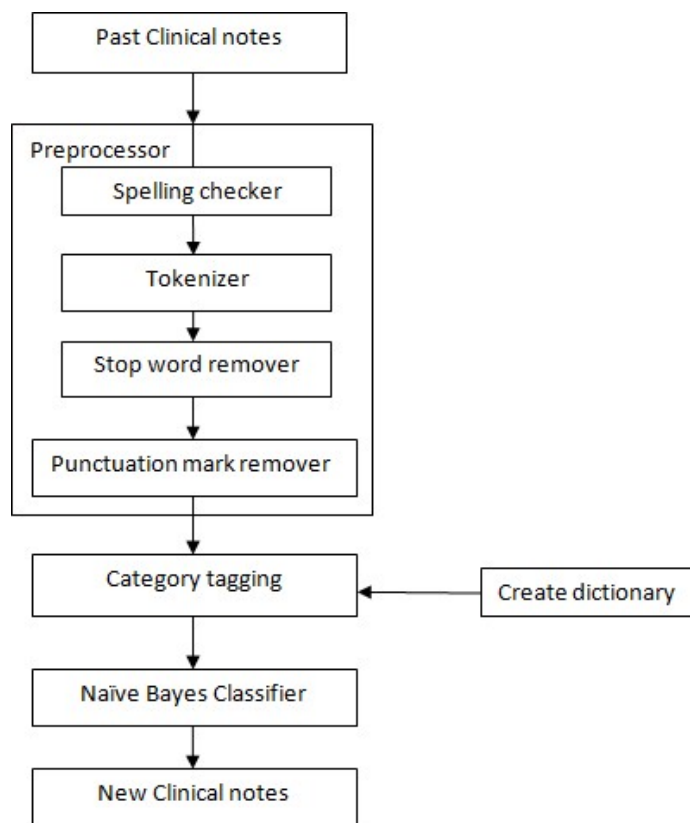 Past Clinical notes
Preprocessor
Spelling checker
Tokenizer
Stop word remover
Punctuation mark remover
Category tagging
Create dictionary
Naïve Bayes Classifier
New Clinical notes